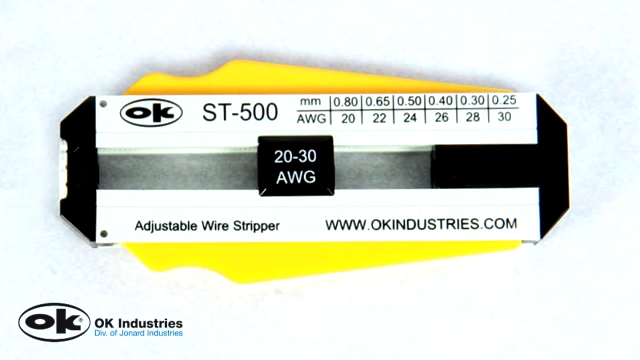 ok
ST-500
mm 0.80 0.65 0.50 0.40 0.30 0.25
AWG 20 22 24 26 28 30
20-30
AWG
Adjustable Wire Stripper
WWW.OKINDUSTRIES.COM
ok®
OK Industries
Div. of Jonard Industries